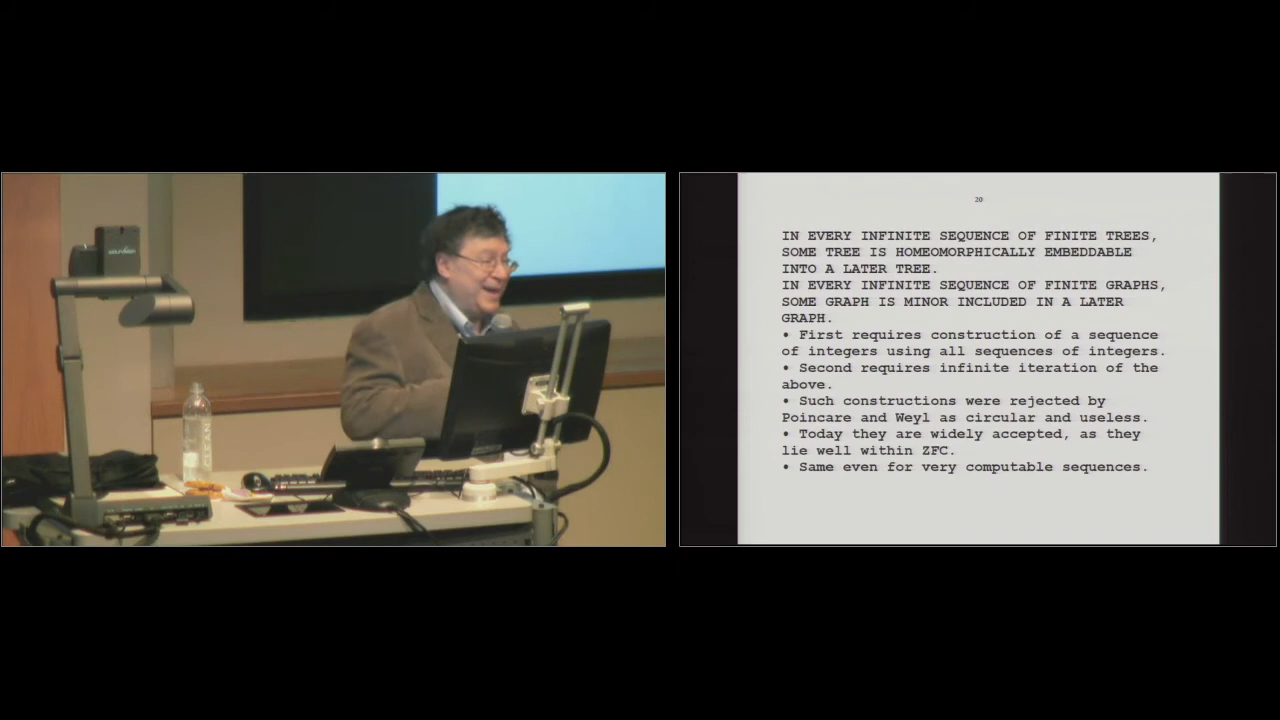 20
IN EVERY INFINITE SEQUENCE OF FINITE TREES,
SOME TREE IS HOMEOMORPHICALLY EMBEDDABLE
INTO A LATER TREE.
IN EVERY INFINITE SEQUENCE OF FINITE GRAPHS,
SOME GRAPH IS MINOR INCLUDED IN A LATER
GRAPH.
• First requires construction of a sequence
of integers using all sequences of integers.
• Second requires infinite iteration of the
above.
• Such constructions were rejected by
Poincare and Weyl as circular and useless.
• Today they are widely accepted, as they
lie well within ZFC.
• Same even for very computable sequences.